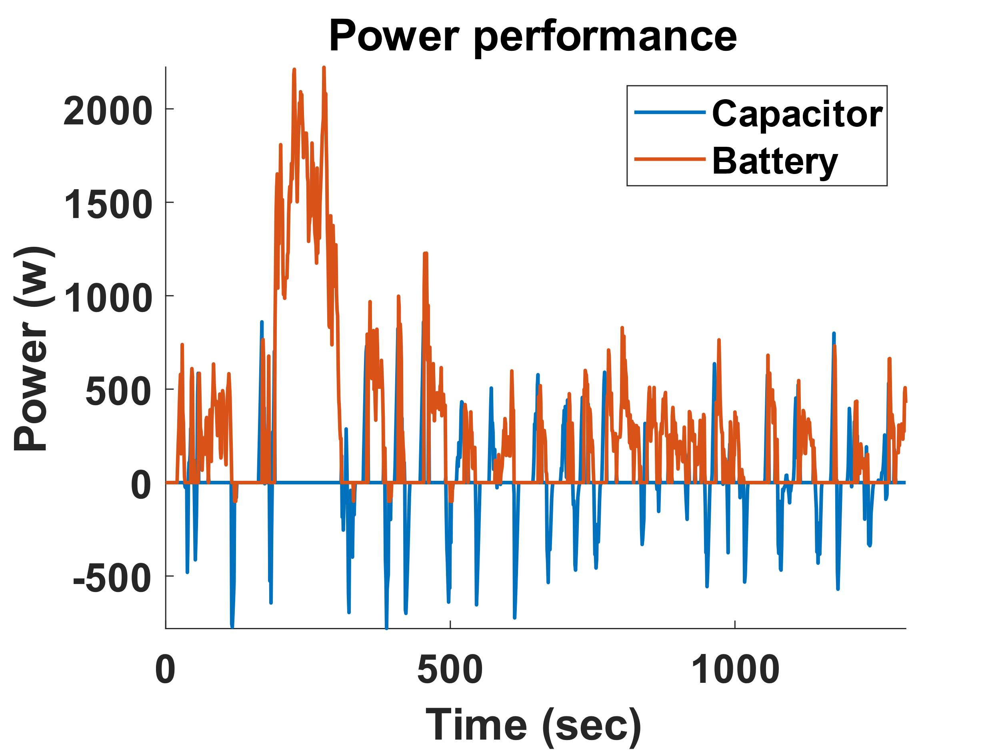 Power performance
Capacitor
Battery
2000
1500
1000
500
0
-500
Power (w)
0
500
1000
Time (sec)